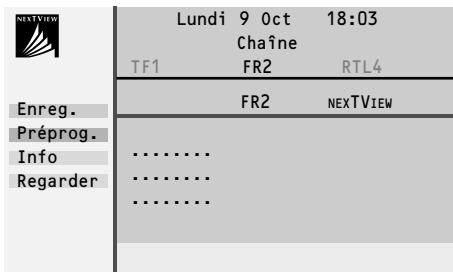 NEXTVIEW
Lundi 9 Oct 18:03
Chaîne
TF1 FR2 RTL4
FR2 NEXTVIEW
Enreg.
Préprog.
Info
Regarder
........
........
........